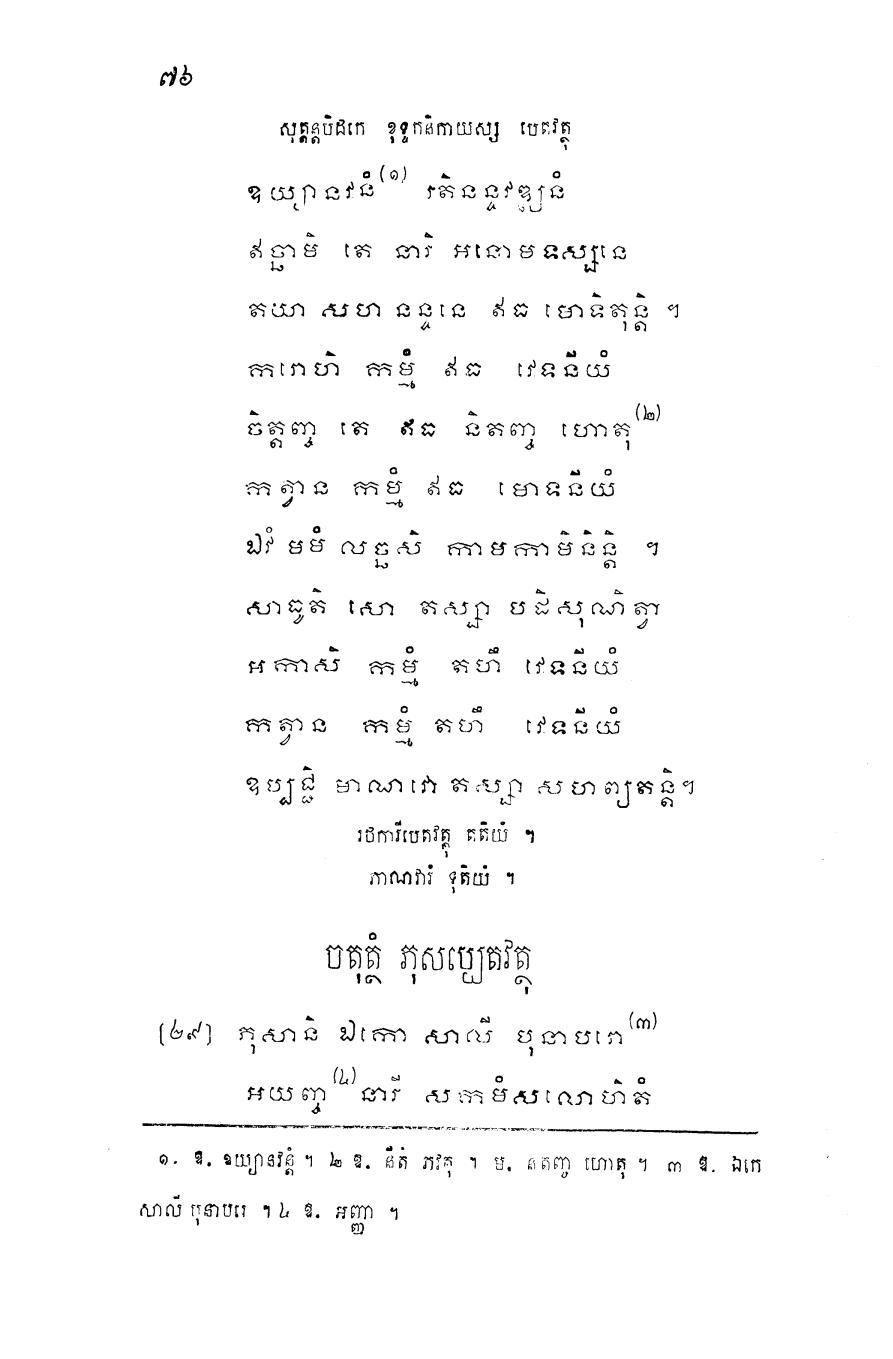 ៧៦
សុត្តន្តបិដកេ ខុទ្ទកនិកាយស្ស បេតវត្ថុ
ឧយ្យានវនំ(១) រតិនន្ទវឌ្ឍនំ
ឥច្ឆាមិ តេ នារិ អនោមទស្សនេ
តយា សហ នន្ទនេ ឥធ មោទិតុន្តិ ។
ករោហិ កម្មំ ឥធ វេទនីយំ
ចិត្តញ្ច តេ ឥធ និតញ្ច ហោតុ(២)
កត្វាន កម្មំ ឥធ មោទនីយំ
ឯវំ មមំ លច្ឆសិ កាមកាមិនិន្តិ ។
សាធូតិ សោ តស្សា បដិសុណិត្វា
អកាសិ កម្មំ តហឹ វេទនីយំ
កត្វាន កម្មំ តហឹ វេទនីយំ
ឧប្បជ្ជិ មាណវោ តស្សា សហព្យតន្តិ។
រថការីបេតវត្ថុ តតិយំ ។
ភាណវារំ ទុតិយំ ។
ចតុត្ថំ ភុសប្បេតវត្ថុ
[២៩] ភុសានិ ឯកោ សាលី បុនាបរោ(៣)
អយញ្ច(៤) នារី សកមំសលោហិតំ
១. ឱ. ឧយ្យានវន្តំ ។ ២ ឱ. នីតំ ភវតុ ។ ម. នតញ្ច ហោតុ ។ ៣ ឱ. ឯកេ
សាលី បុនាបរេ ។ ៤ ឱ. អញ្ញា ។